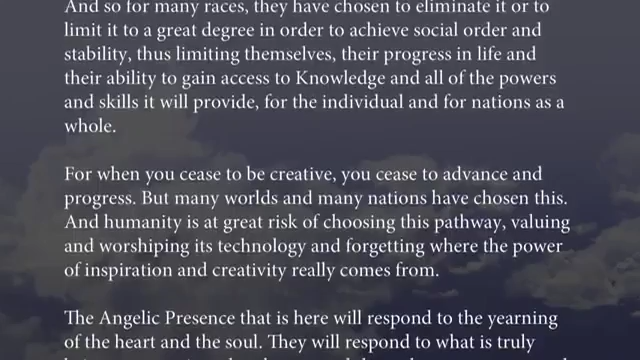 And so for many races, they have chosen to eliminate it or to
limit it to a great degree in order to achieve social order and
stability, thus limiting themselves, their progress in life and
their ability to gain access to Knowledge and all of the powers
and skills it will provide, for the individual and for nations as a
whole.
For when you cease to be creative, you cease to advance and
progress. But many worlds and many nations have chosen this.
And humanity is at great risk of choosing this pathway, valuing
and worshiping its technology and forgetting where the power
of inspiration and creativity really comes from.
The Angelic Presence that is here will respond to the yearning
of the heart and the soul. They will respond to what is truly